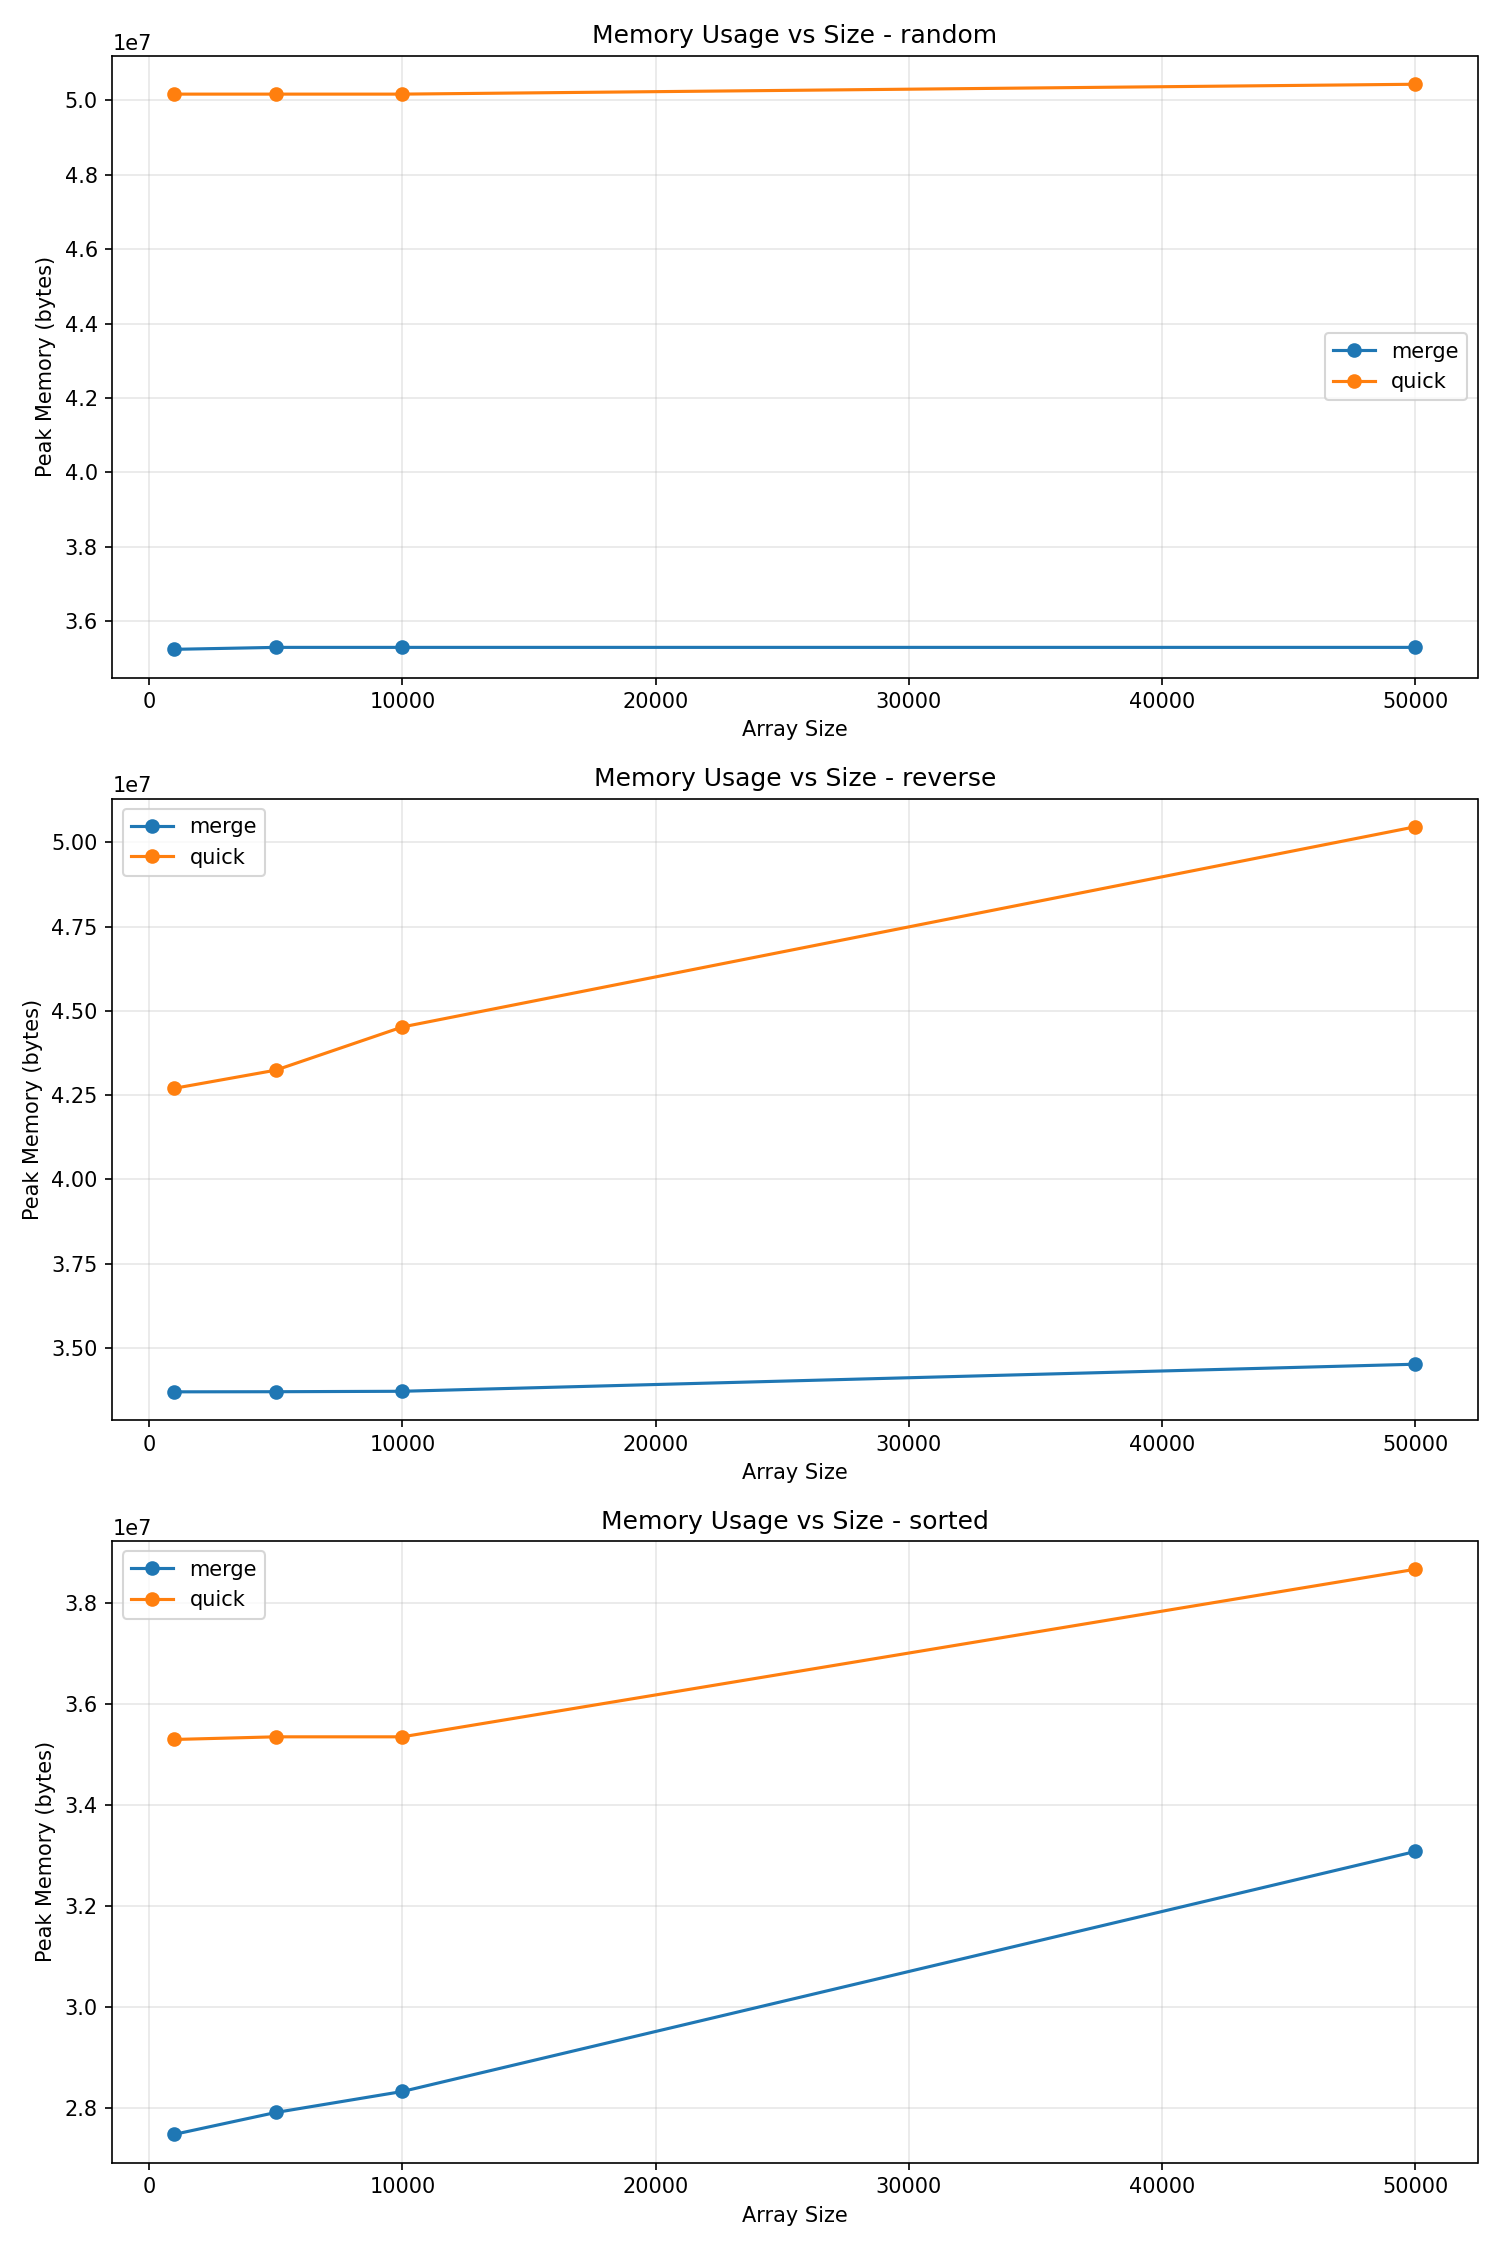 Memory Usage vs Size - random
1e7
5.0
4.8
4.6
4.4
4.2
4.0
3.8
3.6
Peak Memory (bytes)
merge
quick
0 10000 20000 30000 40000 50000
Array Size
Memory Usage vs Size - reverse
1e7
merge
quick
5.00
4.75
4.50
4.25
4.00
3.75
3.50
Peak Memory (bytes)
0 10000 20000 30000 40000 50000
Array Size
Memory Usage vs Size - sorted
1e7
merge
quick
3.8
3.6
3.4
3.2
3.0
2.8
Peak Memory (bytes)
0 10000 20000 30000 40000 50000
Array Size